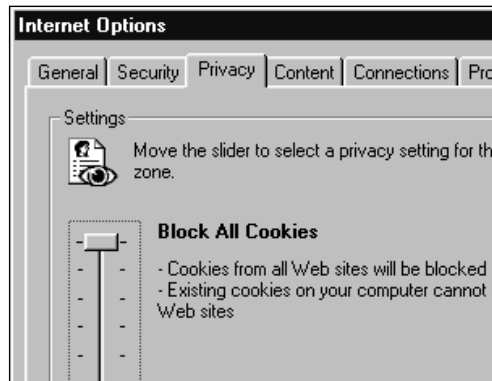 Internet Options
General Security Privacy Content Connections Pro
Settings
Move the slider to select a privacy setting for th
zone.
Block All Cookies
- Cookies from all Web sites will be blocked
- Existing cookies on your computer cannot
Web sites